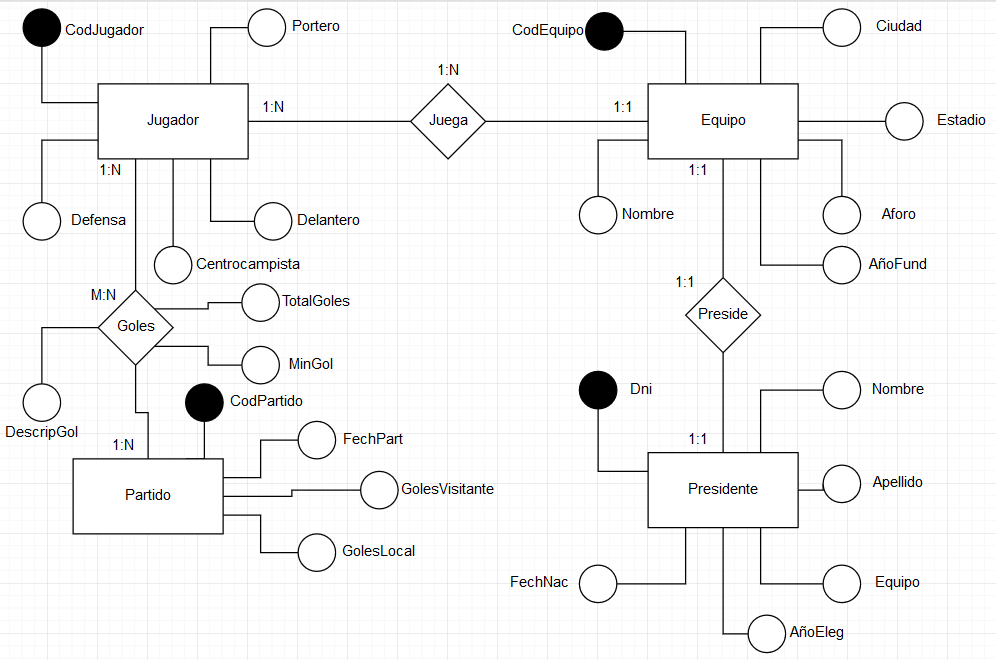 CodJugador
Portero
CodEquipo
Ciudad
1:N
1:N
1:1
Jugador
Juega
Equipo
Estadio
1:N
1:1
Defensa
Delantero
Nombre
Aforo
Centrocampista
AñoFund
1:1
M:N
TotalGoles
Goles
Preside
MinGol
Dni
Nombre
CodPartido
DescripGol
1:N
FechPart
1:1
Partido
GolesVisitante
Presidente
Apellido
GolesLocal
FechNac
Equipo
AñoEleg